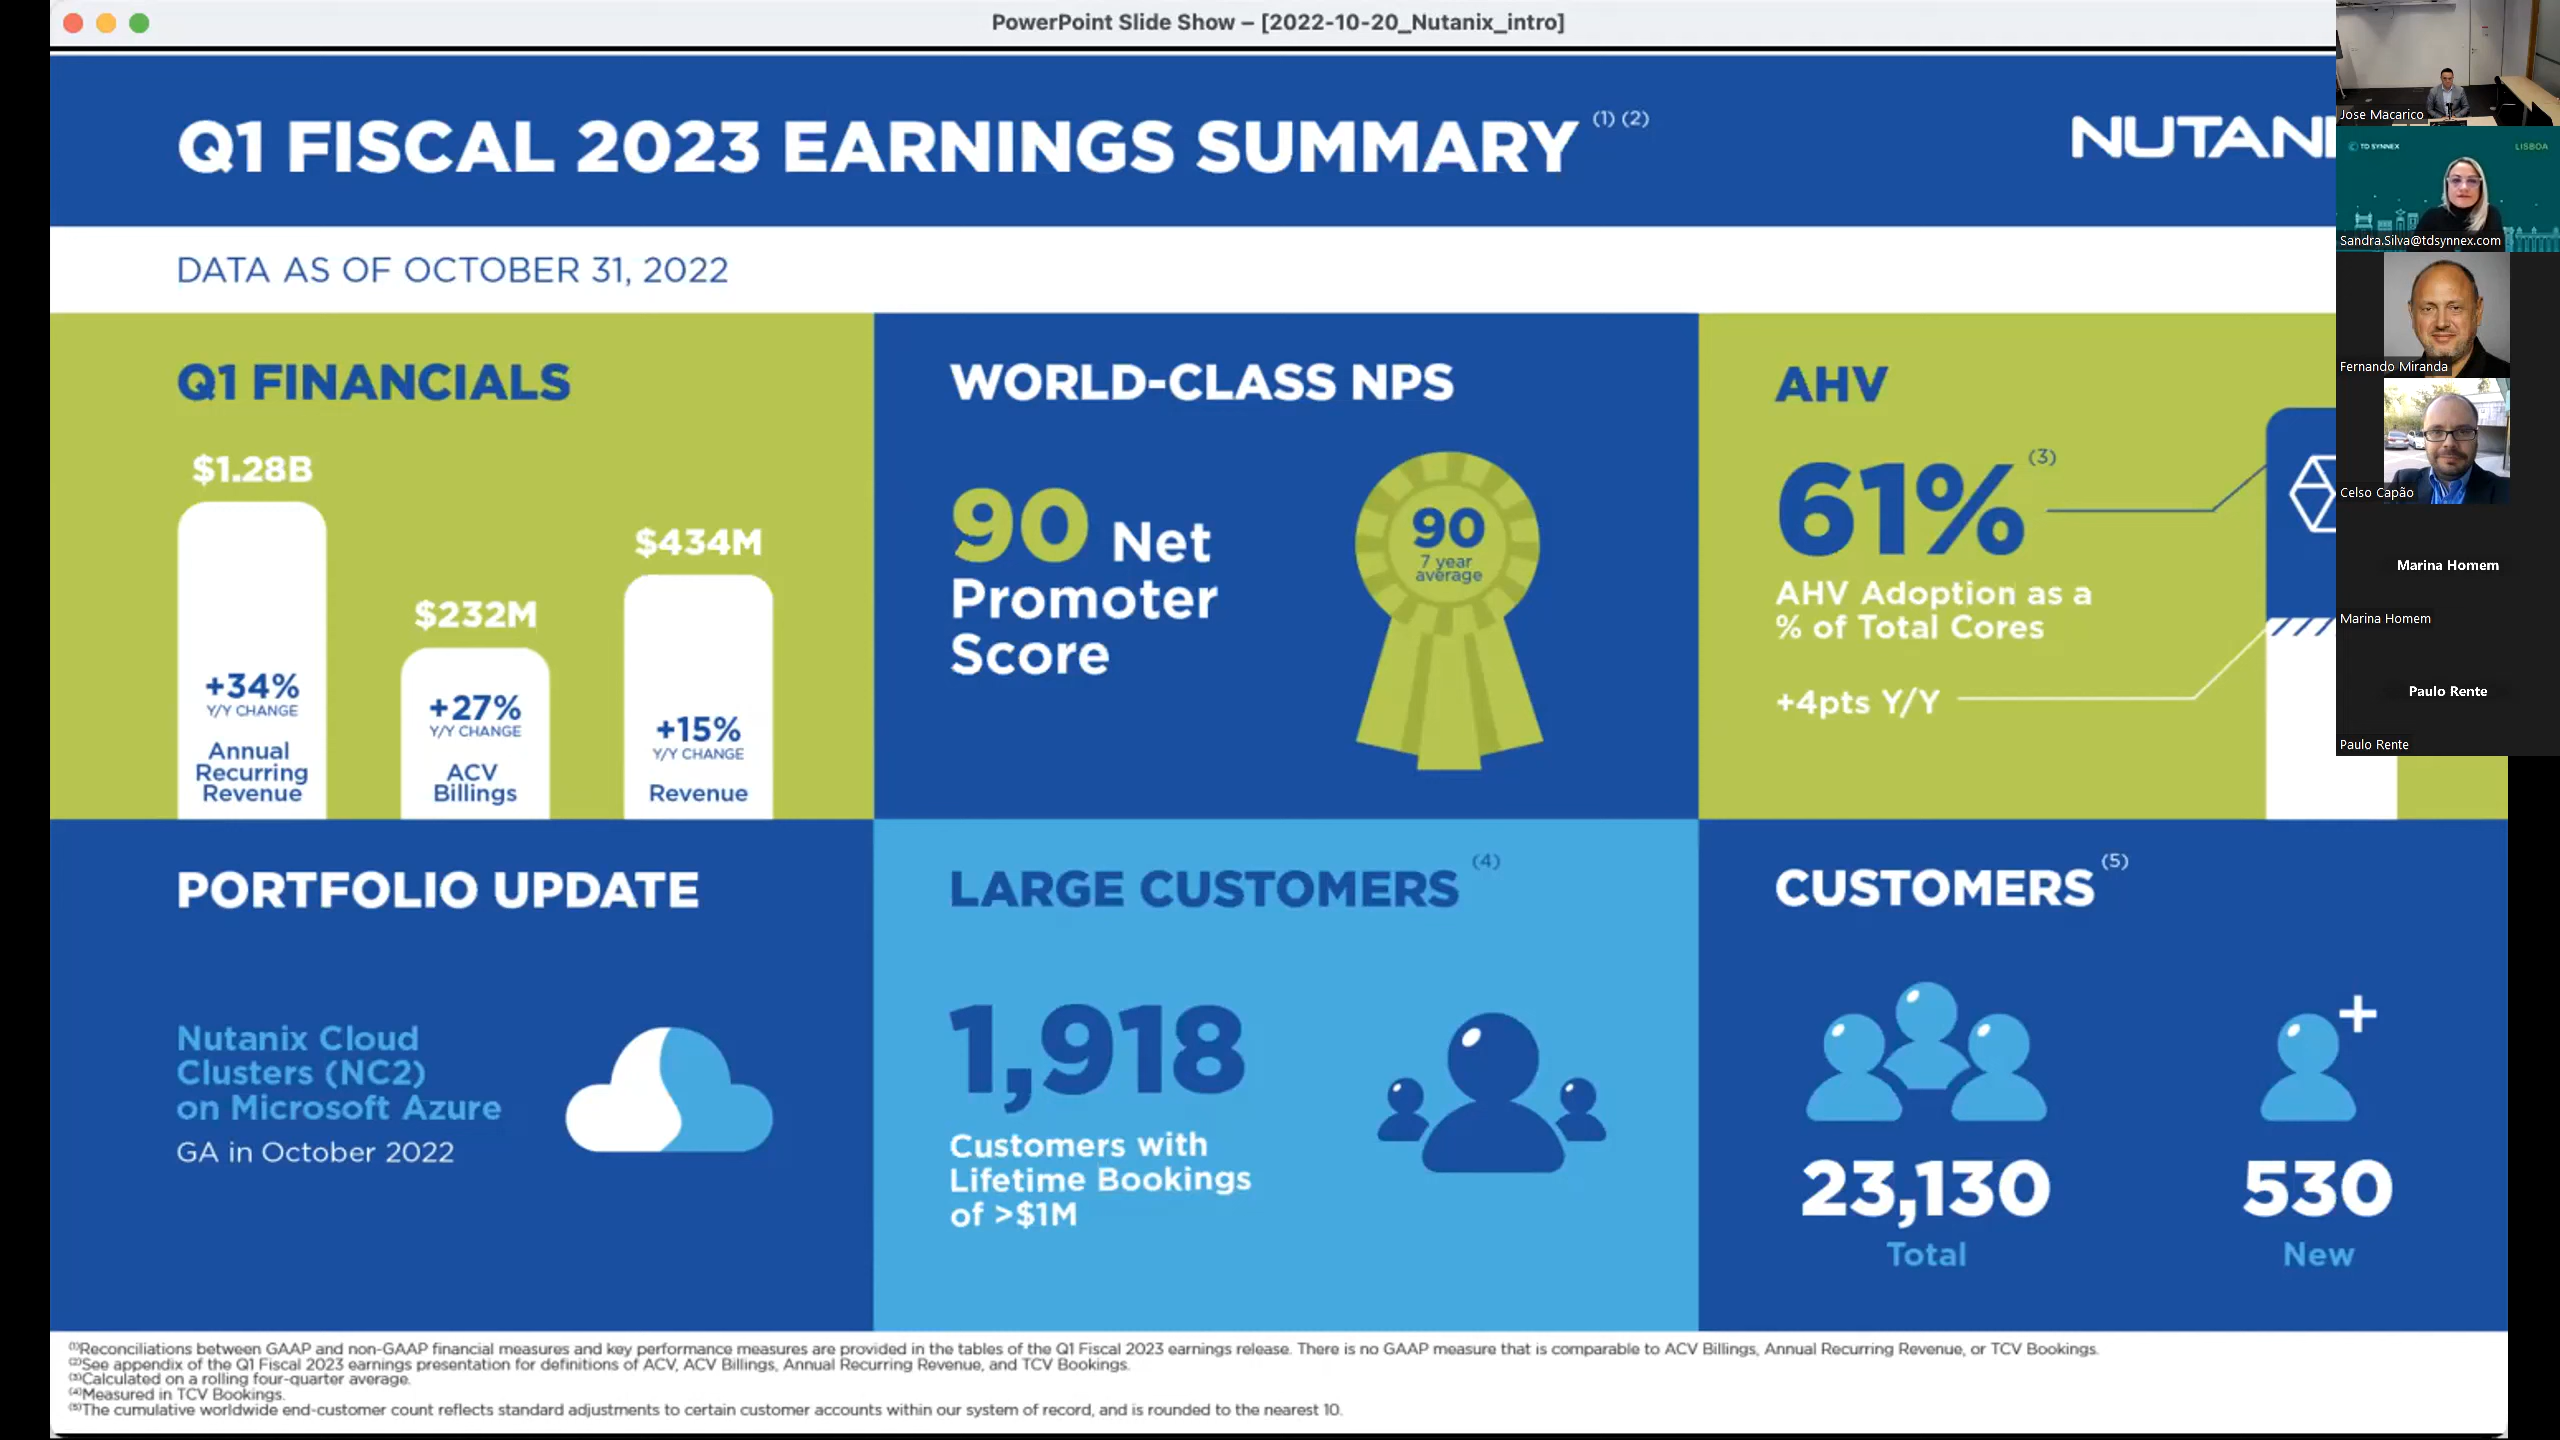 PowerPoint Slide Show – [2022-10-20_Nutanix_intro]
Q1 FISCAL 2023 EARNINGS SUMMARY (1) (2)
DATA AS OF OCTOBER 31, 2022
Q1 FINANCIALS
$1.28B
+34%
Y/Y CHANGE
Annual
Recurring
Revenue
$232M
+27%
Y/Y CHANGE
ACV
Billings
$434M
+15%
Y/Y CHANGE
Revenue
WORLD-CLASS NPS
90 Net
Promoter
Score
90
7 year
average
AHV
61% (3)
AHV Adoption as a
% of Total Cores
+4pts Y/Y
PORTFOLIO UPDATE
Nutanix Cloud
Clusters (NC2)
on Microsoft Azure
GA in October 2022
LARGE CUSTOMERS (4)
1,918
Customers with
Lifetime Bookings
of >$1M
CUSTOMERS (5)
23,130
Total
530
New
(1)Reconciliations between GAAP and non-GAAP financial measures and key performance measures are provided in the tables of the Q1 Fiscal 2023 earnings release. There is no GAAP measure that is comparable to ACV Billings, Annual Recurring Revenue, or TCV Bookings.
(2)See appendix of the Q1 Fiscal 2023 earnings presentation for definitions of ACV, ACV Billings, Annual Recurring Revenue, and TCV Bookings.
(3)Calculated on a rolling four-quarter average.
(4)Measured in TCV Bookings.
(5)The cumulative worldwide end-customer count reflects standard adjustments to certain customer accounts within our system of record, and is rounded to the nearest 10.
Jose Macarico
TD SYNNEX
LISBOA
Sandra.Silva@tdsynnex.com
Fernando Miranda
Celso Capão
Marina Homem
Marina Homem
Paulo Rente
Paulo Rente